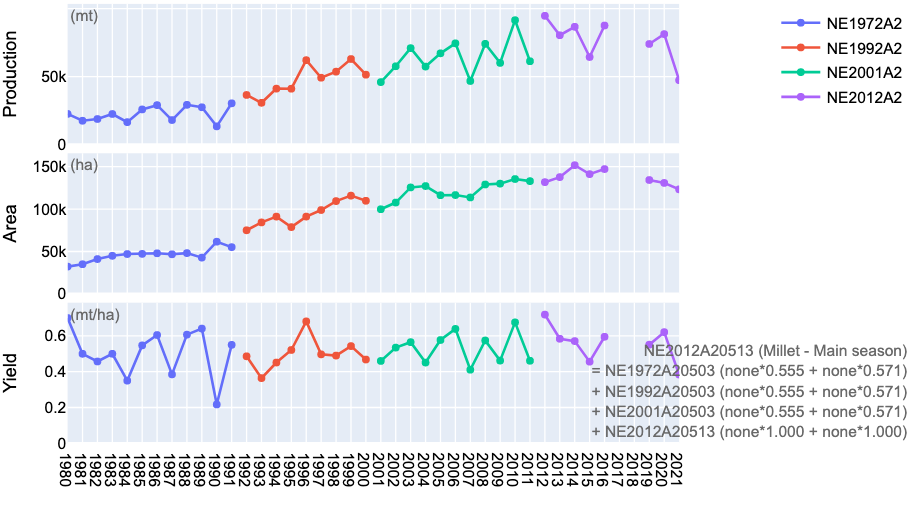 Production
(mt)
50k
0
Area
(ha)
150k
100k
50k
0
Yield
(mt/ha)
0.6
0.4
0.2
0
1980
1981
1982
1983
1984
1985
1986
1987
1988
1989
1990
1991
1992
1993
1994
1995
1996
1997
1998
1999
2000
2001
2002
2003
2004
2005
2006
2007
2008
2009
2010
2011
2012
2013
2014
2015
2016
2017
2018
2019
2020
2021
NE1972A2
NE1992A2
NE2001A2
NE2012A2
NE2012A20513 (Millet - Main season)
= NE1972A20503 (none*0.555 + none*0.571)
+ NE1992A20503 (none*0.555 + none*0.571)
+ NE2001A20503 (none*0.555 + none*0.571)
+ NE2012A20513 (none*1.000 + none*1.000)